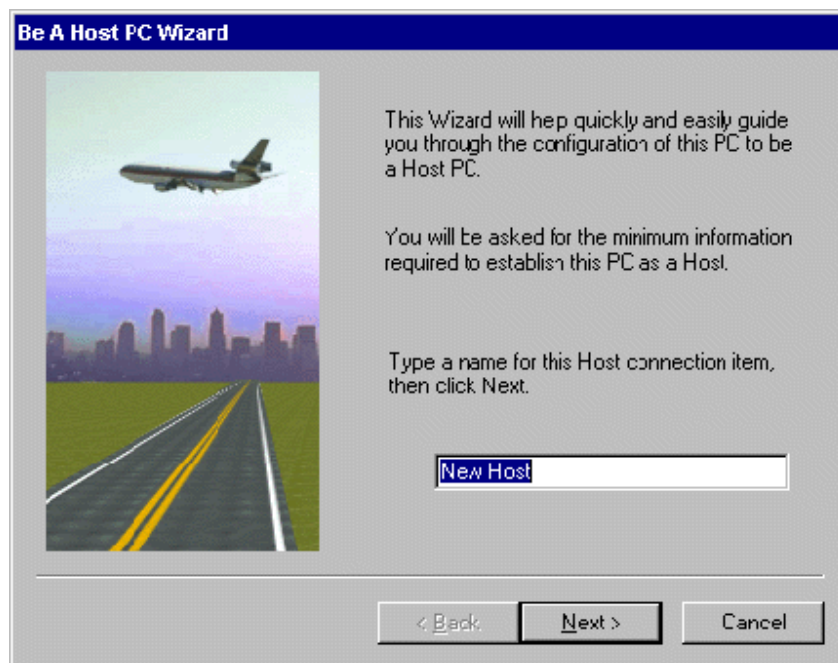 Be A Host PC Wizard
This Wizard will help quickly and easily guide
you through the configuration of this PC to be
a Host PC.
You will be asked for the minimum information
required to establish this PC as a Host.
Type a name for this Host connection item,
then click Next.
New Host
< Back
Next >
Cancel